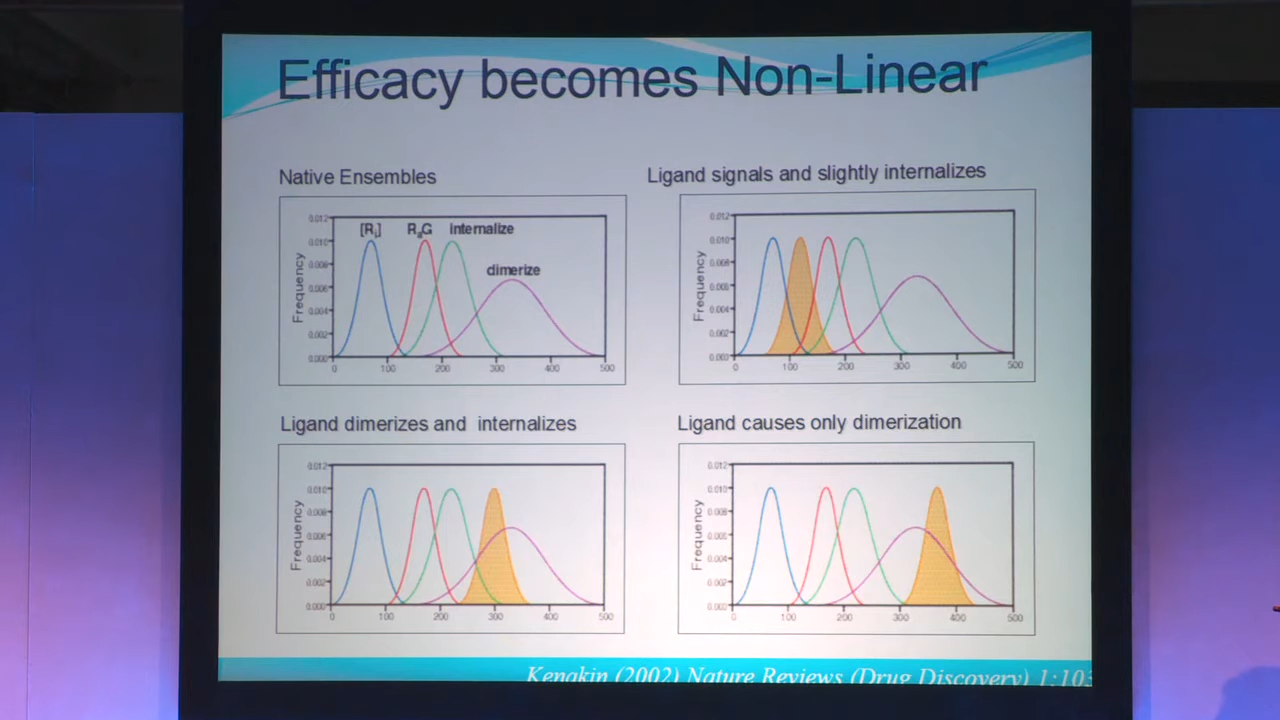 Efficacy becomes Non-Linear
Native Ensembles
Ligand signals and slightly internalizes
0.012
0.010
0.008
0.006
0.004
0.002
0.000
Frequency
[Ri]
RaG
internalize
dimerize
0 100 200 300 400 500
0.012
0.010
0.008
0.006
0.004
0.002
0.000
Frequency
0 100 200 300 400 500
Ligand dimerizes and internalizes
Ligand causes only dimerization
0.012
0.010
0.008
0.006
0.004
0.002
0.000
Frequency
0 100 200 300 400 500
0.012
0.010
0.008
0.006
0.004
0.002
0.000
Frequency
0 100 200 300 400 500
Kenakin (2002) Nature Reviews (Drug Discovery) 1:103